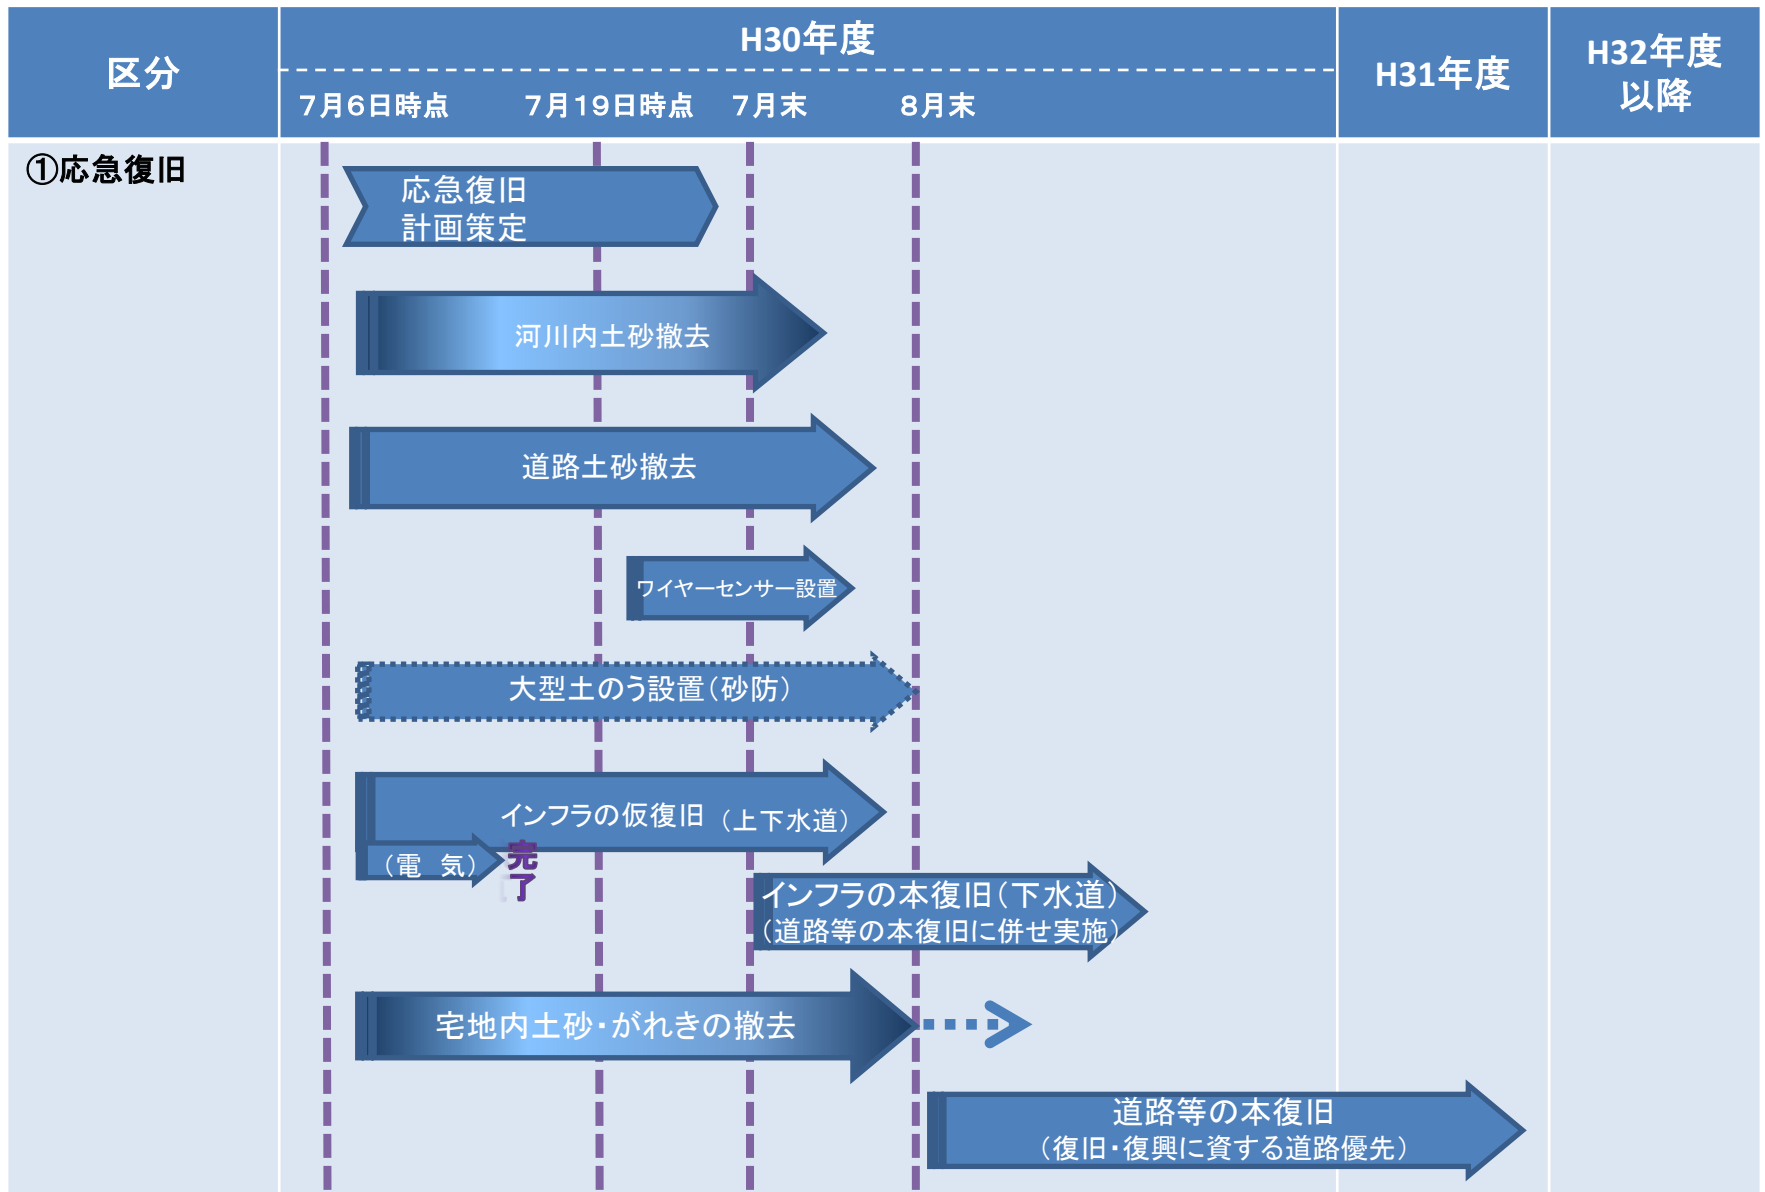 区分
H30年度
7月6日時点
7月19日時点
7月末
8月末
H31年度
H32年度
以降
①応急復旧
応急復旧
計画策定
河川内土砂撤去
道路土砂撤去
ワイヤーセンサー設置
大型土のう設置(砂防)
インフラの仮復旧（上下水道）
（電　気）
完
了
インフラの本復旧（下水道）
（道路等の本復旧に併せ実施）
宅地内土砂・がれきの撤去
道路等の本復旧
（復旧・復興に資する道路優先）